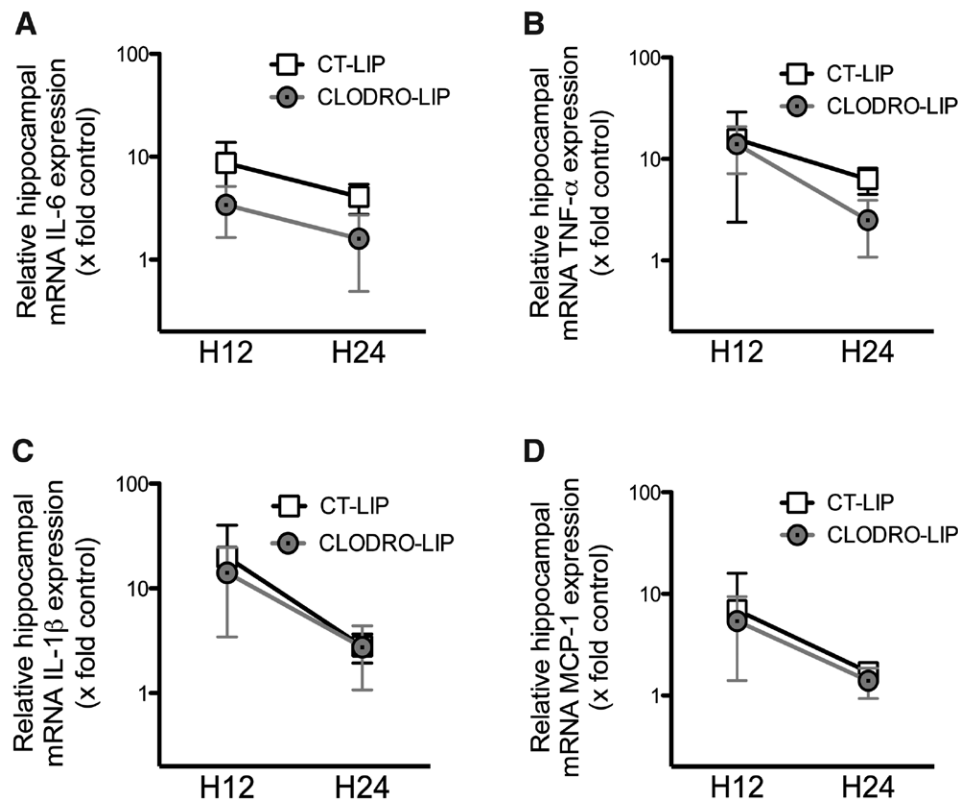 A
Relative hippocampal
mRNA IL-6 expression
(x fold control)
100
10
1
CT-LIP
CLODRO-LIP
H12
H24
B
Relative hippocampal
mRNA TNF-α expression
(x fold control)
100
10
1
CT-LIP
CLODRO-LIP
H12
H24
C
Relative hippocampal
mRNA IL-1β expression
(x fold control)
100
10
1
CT-LIP
CLODRO-LIP
H12
H24
D
Relative hippocampal
mRNA MCP-1 expression
(x fold control)
100
10
1
CT-LIP
CLODRO-LIP
H12
H24